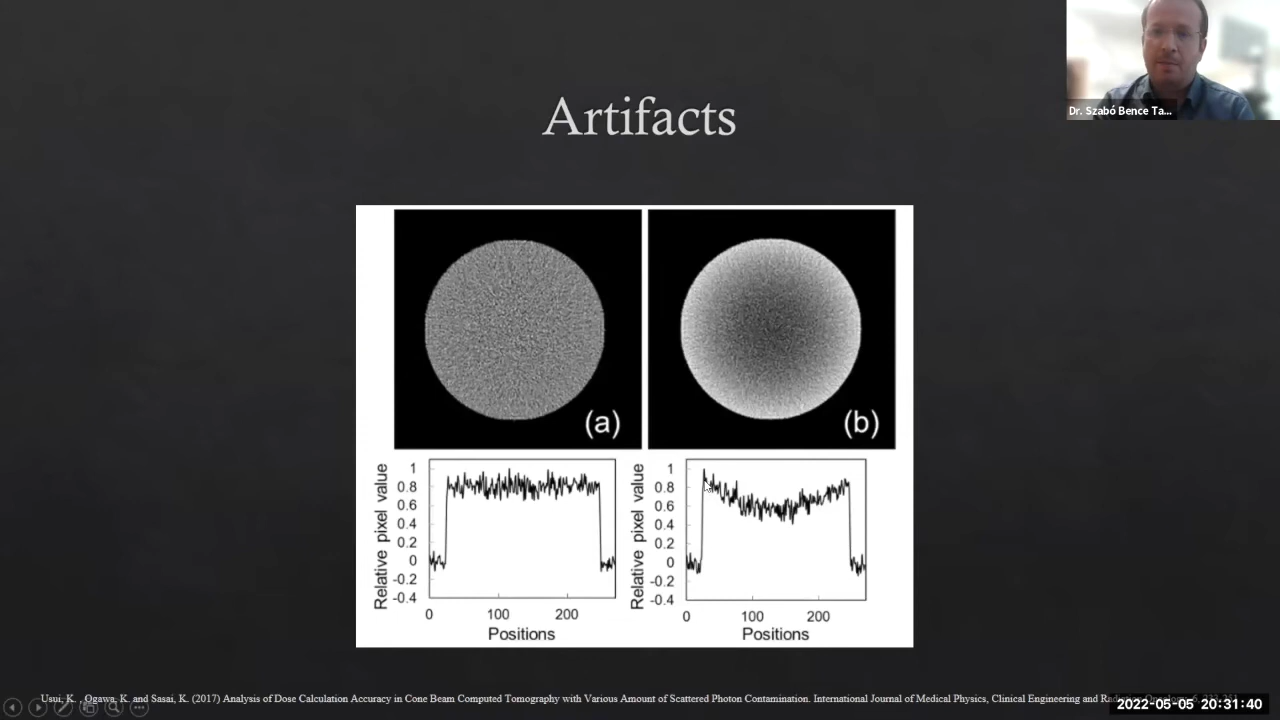 Dr. Szabó Bence Ta...
Artifacts
(a)
(b)
Relative pixel value
1
0.8
0.6
0.4
0.2
0
-0.2
-0.4
0 100 200
Positions
Relative pixel value
1
0.8
0.6
0.4
0.2
0
-0.2
-0.4
0 100 200
Positions
Usui, K. , Ogawa, K. and Sasai, K. (2017) Analysis of Dose Calculation Accuracy in Cone Beam Computed Tomography with Various Amount of Scattered Photon Contamination. International Journal of Medical Physics, Clinical Engineering and
2022-05-05 20:31:40